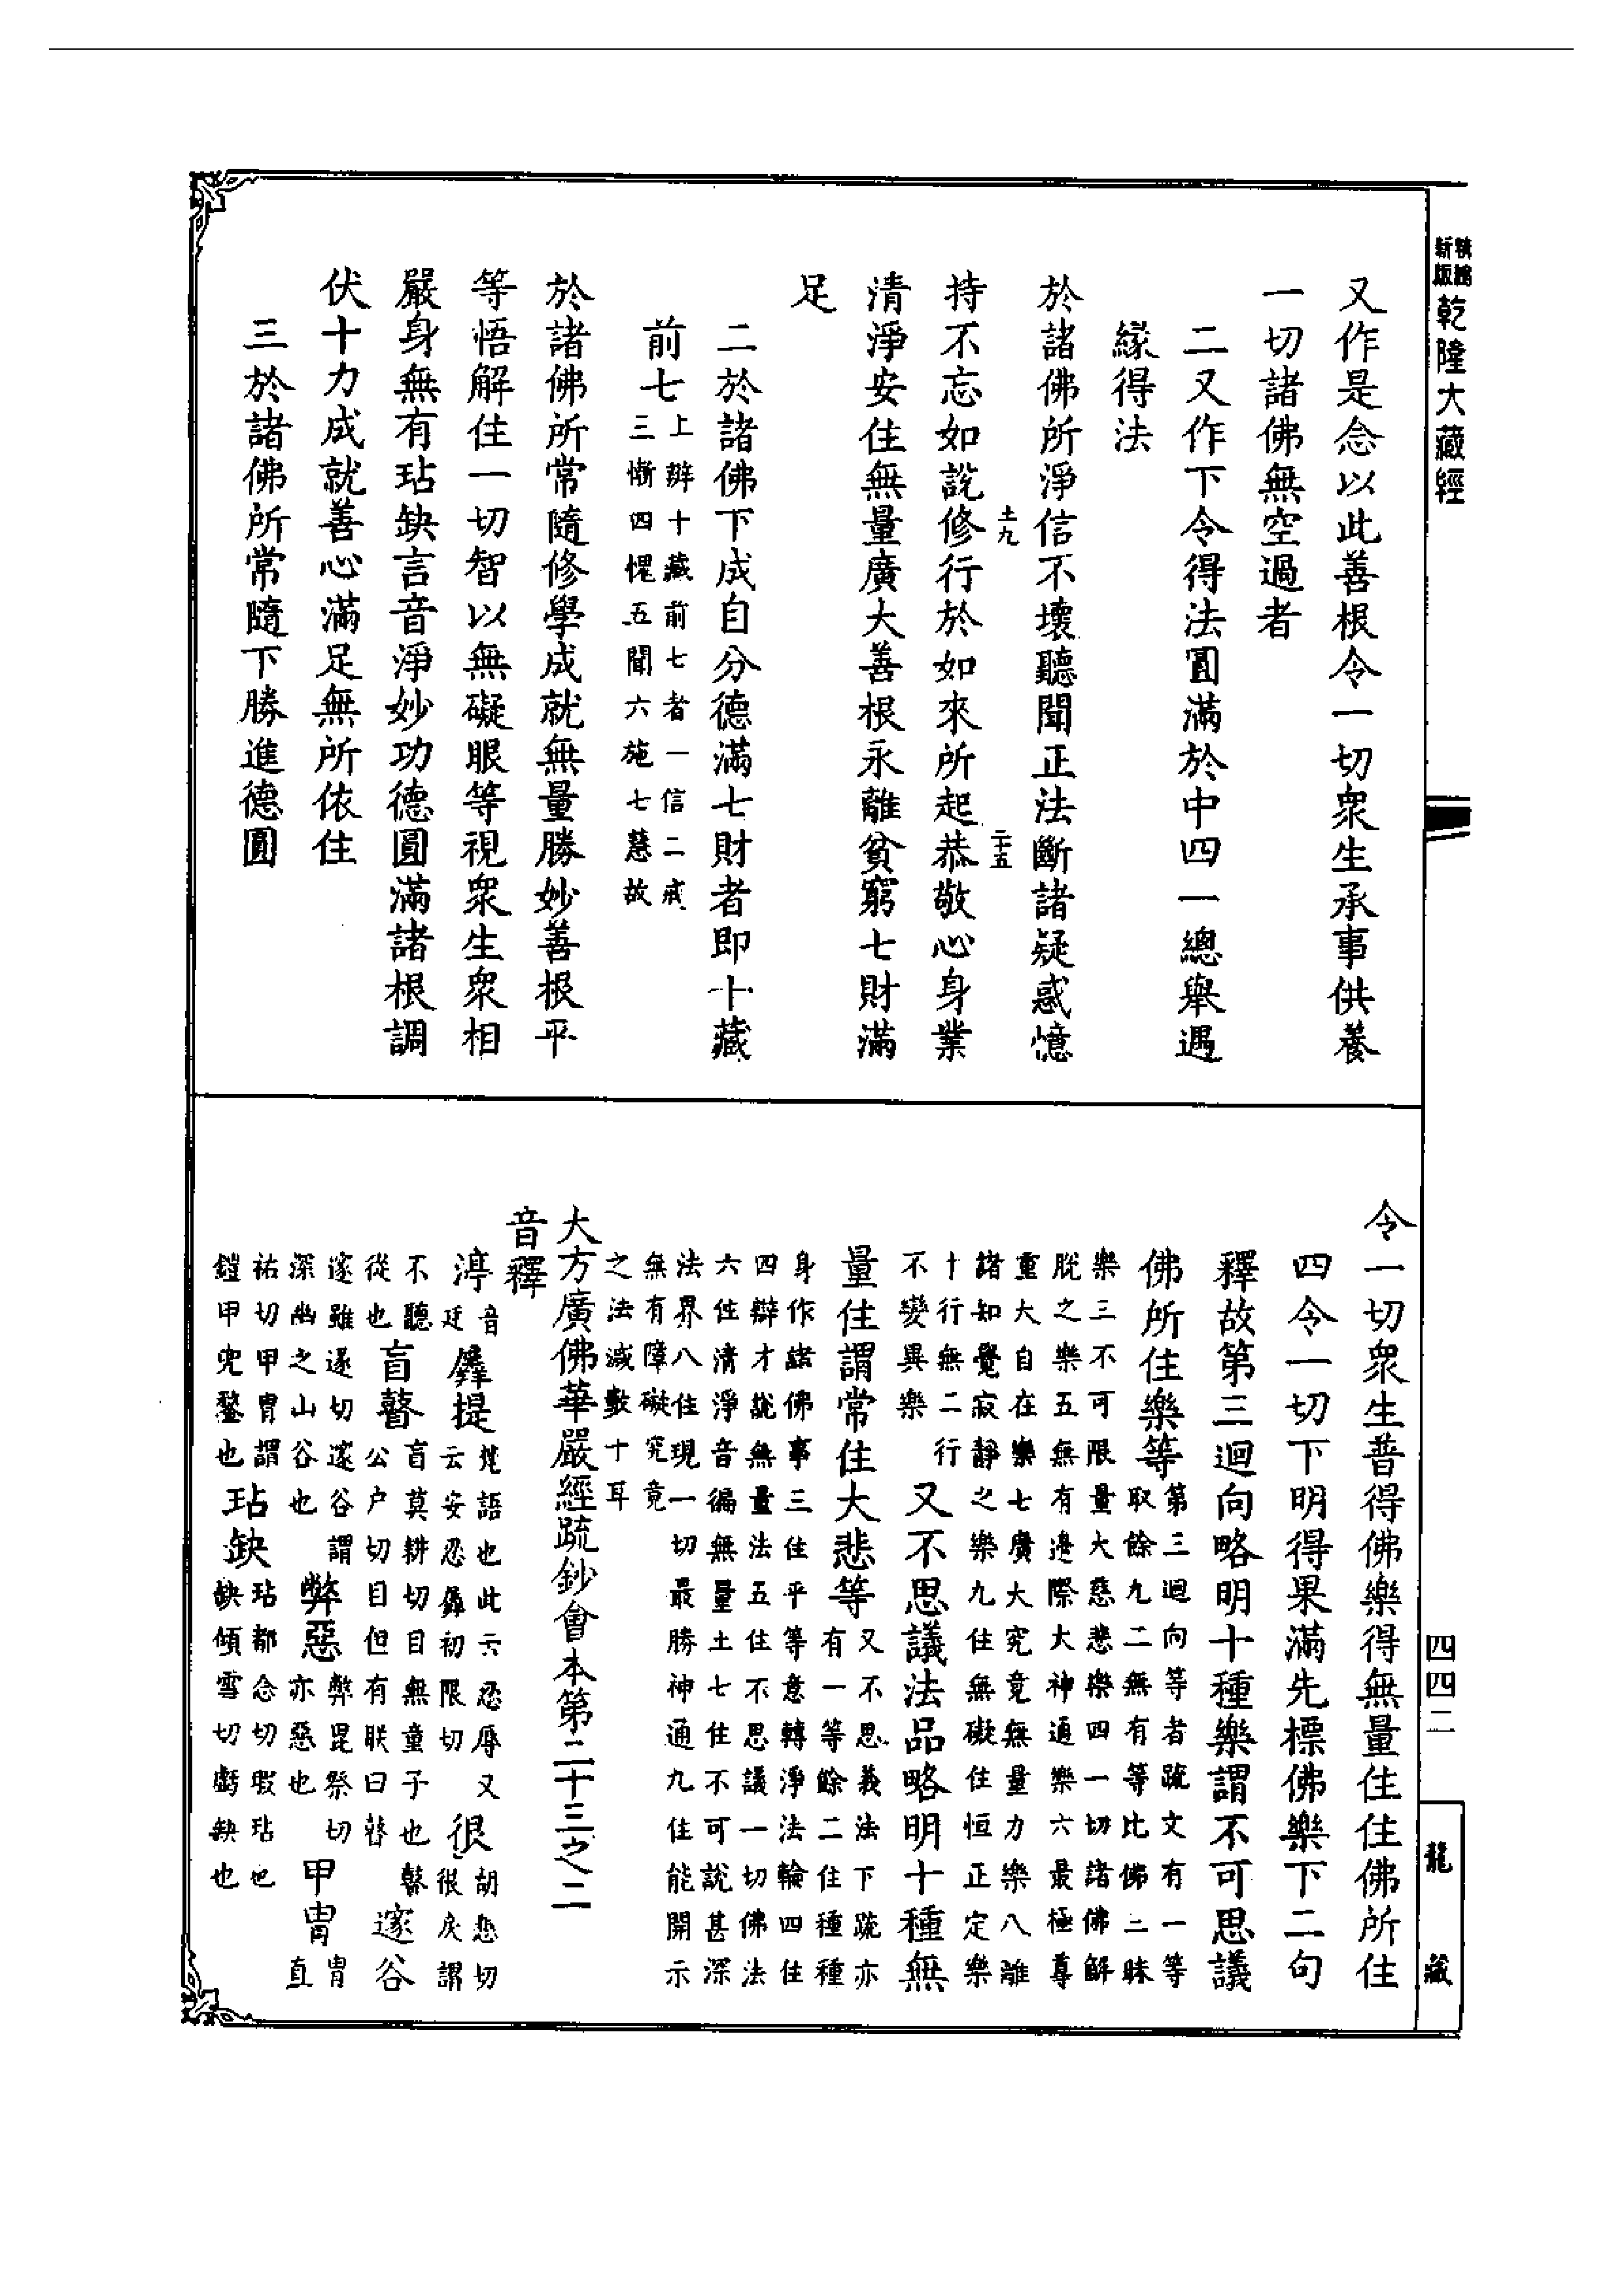 精編
新版
乾隆大藏經
又作是念以此善根令一切衆生承事供養
一切諸佛無空過者
二又作下令得法圓滿於中四一總舉遇
緣得法
於諸佛所淨信不壞聽聞正法斷諸疑惑憶
土九
二十五
持不忘如說修行於如來所起恭敬心身業
清淨安住無量廣大善根永離貧窮七財滿
足
二於諸佛下成自分德滿七財者即十藏
前七
上辨十藏前七者一信二戒
三慚四愧五聞六施七慧故
於諸佛所常隨修學成就無量勝妙善根平
等悟解住一切智以無礙眼等視衆生衆相
嚴身無有玷缺言音淨妙功德圓滿諸根調
伏十力成就善心滿足無所依住
三於諸佛所常隨下勝進德圓
四四二
龍藏
令一切衆生普得佛樂得無量住住佛所住
四令一切下明得果滿先標佛樂下二句
釋故第三迴向略明十種樂謂不可思議
佛所住樂等
第三迴向等者疏文有一等
取餘九二無有等比佛三昧
樂三不可限量大慈悲樂四一切諸佛解
脫之樂五無有邊際大神通樂六最極尊
重大自在樂七廣大究竟無量力樂八離
諸知覺寂靜之樂九住無礙住恒正定樂
十行無二行
不變異樂
又不思議法品略明十種無
量住謂常住大悲等
又不思義法下疏亦
有一等餘二住種種
身作諸佛事三住平等意轉淨法輪四住
四辯才說無量法五住不思議一切佛法
六住清淨音徧無量土七住不可說甚深
法界八住現一切最勝神通九住能開示
無有障礙究竟
之法減數十耳
大方廣佛華嚴經疏鈔會本第二十三之二
音釋
渟
音
廷
羼提
梵語也此云忍辱又
云安忍羼初限切
很
胡懇切
很戾謂
不聽
從也
盲瞽
盲莫耕切目無童子也瞽
公户切目但有眹曰瞽
邃谷
邃雖遂切邃谷謂
深幽之山谷也
弊惡
弊毘祭切
亦惡也
甲冑
冑直
祐切甲冑謂
鎧甲兜鍪也
玷缺
玷都念切瑕玷也
缺傾雪切虧缺也